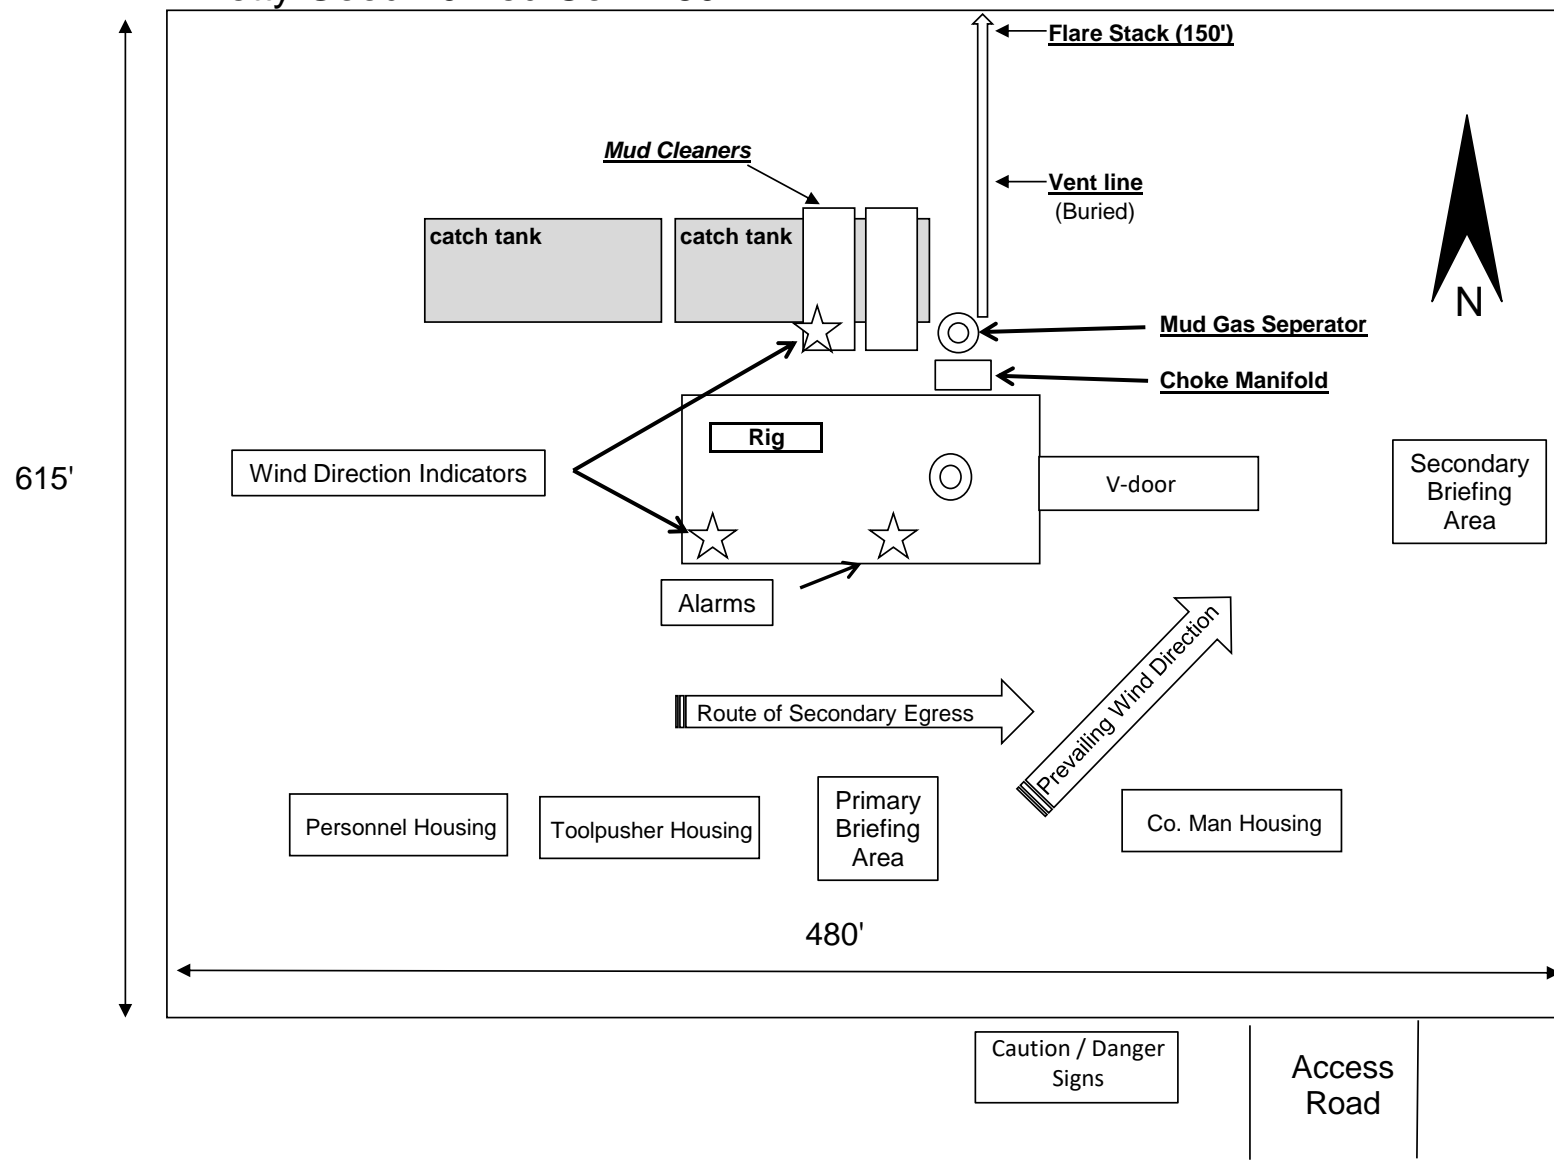 Flare Stack (150')
Mud Cleaners
Vent line
(Buried)
catch tank
catch tank
N
Mud Gas Seperator
Choke Manifold
Rig
615'
Wind Direction Indicators
V-door
Secondary
Briefing
Area
Alarms
Prevailing Wind Direction
Route of Secondary Egress
Personnel Housing
Toolpusher Housing
Primary
Briefing
Area
Co. Man Housing
480'
Caution / Danger
Signs
Access
Road